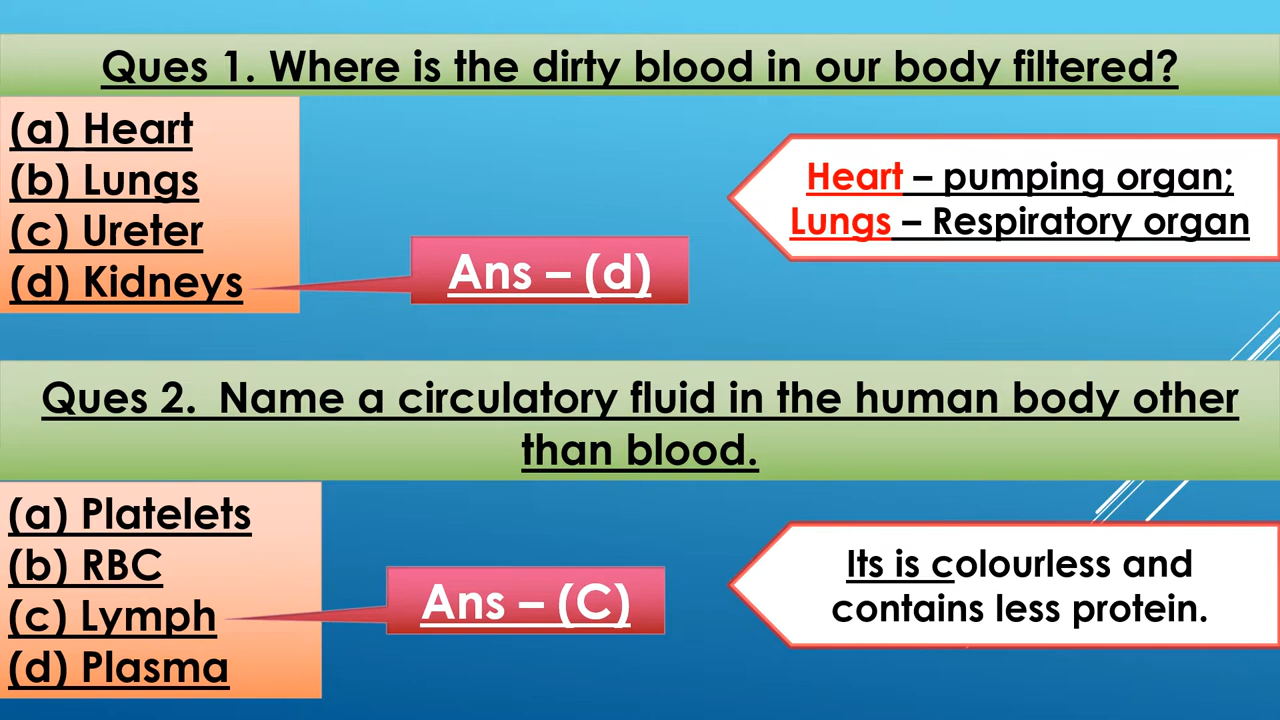 Ques 1. Where is the dirty blood in our body filtered?
(a) Heart
(b) Lungs
(c) Ureter
(d) Kidneys
Ans – (d)
Heart – pumping organ;
Lungs – Respiratory organ
Ques 2. Name a circulatory fluid in the human body other
than blood.
(a) Platelets
(b) RBC
(c) Lymph
(d) Plasma
Ans – (C)
Its is colourless and
contains less protein.